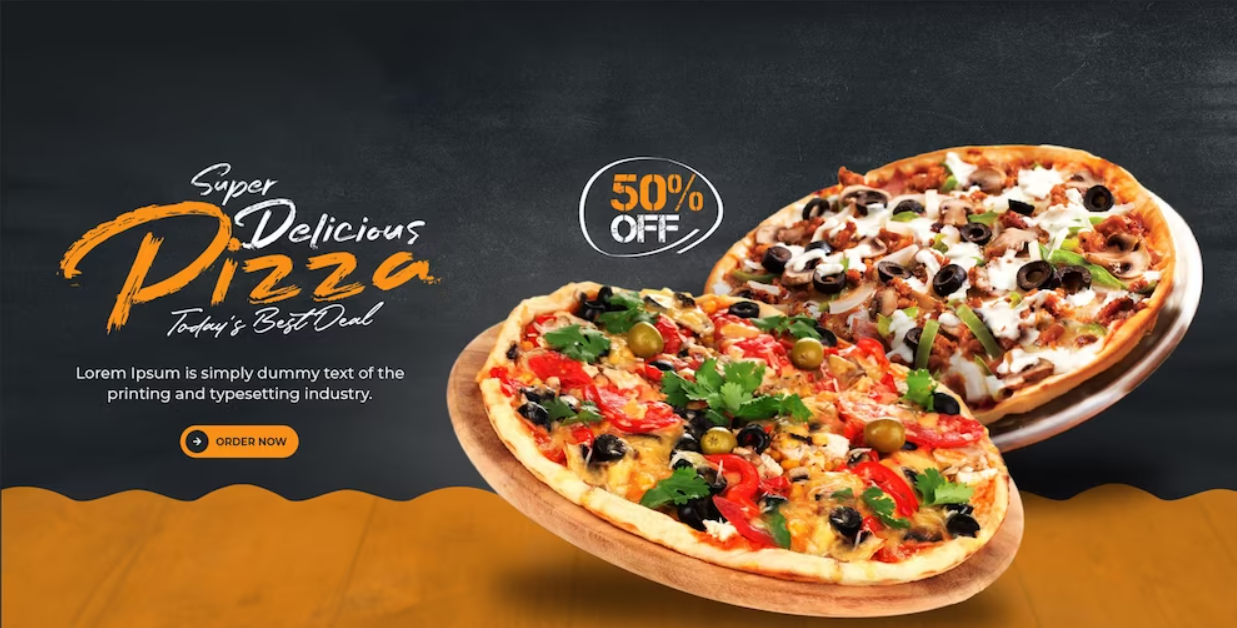 Super
Delicious
Pizza
Today's Best Deal
Lorem Ipsum is simply dummy text of the
printing and typesetting industry.
ORDER NOW
50%
OFF